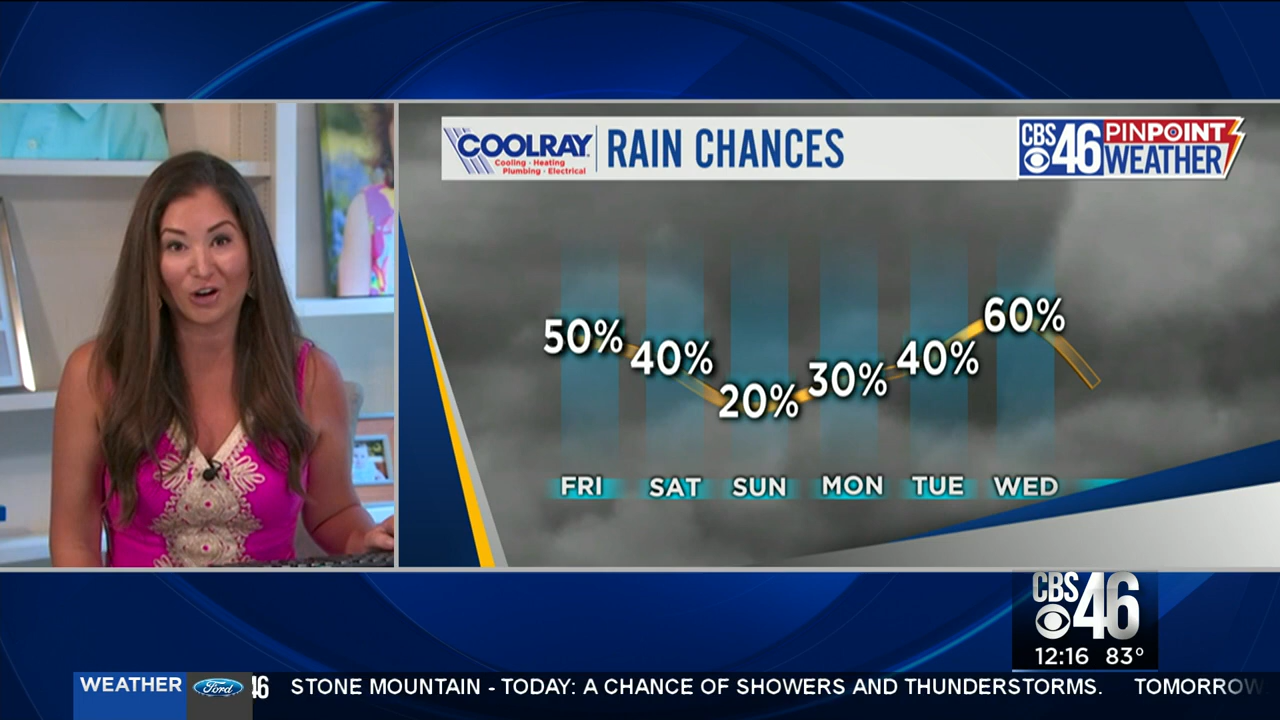 COOLRAY
Cooling · Heating
Plumbing · Electrical
RAIN CHANCES
CBS 46 PINPOINT WEATHER
50% 40% 20% 30% 40% 60%
FRI SAT SUN MON TUE WED
CBS 46
12:16 83°
WEATHER Ford 46 STONE MOUNTAIN - TODAY: A CHANCE OF SHOWERS AND THUNDERSTORMS. TOMORROW